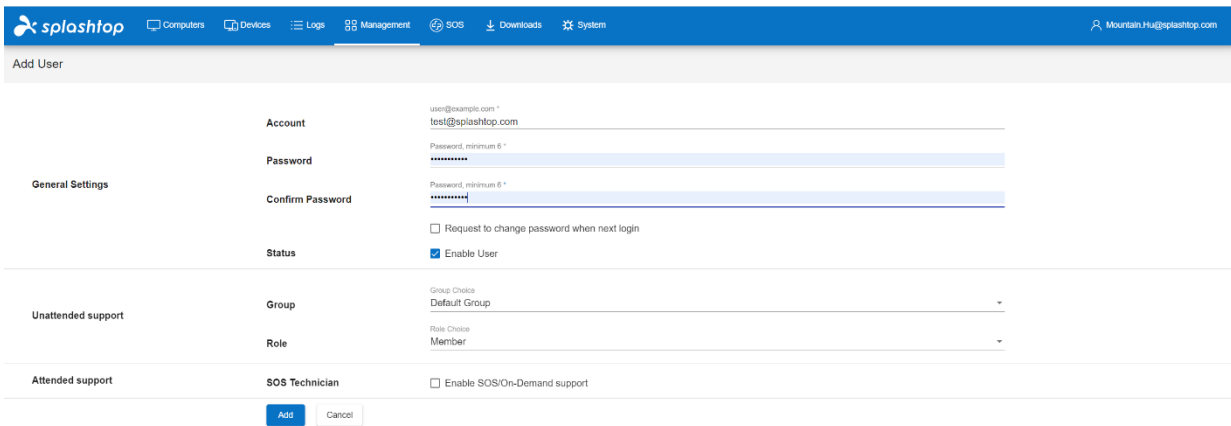 splashtop Computers Devices Logs Management SOS Downloads System Mountain.Hu@splashtop.com
Add User
user@example.com *
Account test@splashtop.com
Password, minimum 6 *
Password •••••••••••
General Settings
Password, minimum 6 *
Confirm Password •••••••••••
Request to change password when next login
Status Enable User
Group Choice
Group Default Group
Unattended support
Role Choice
Role Member
Attended support SOS Technician Enable SOS/On-Demand support
Add Cancel